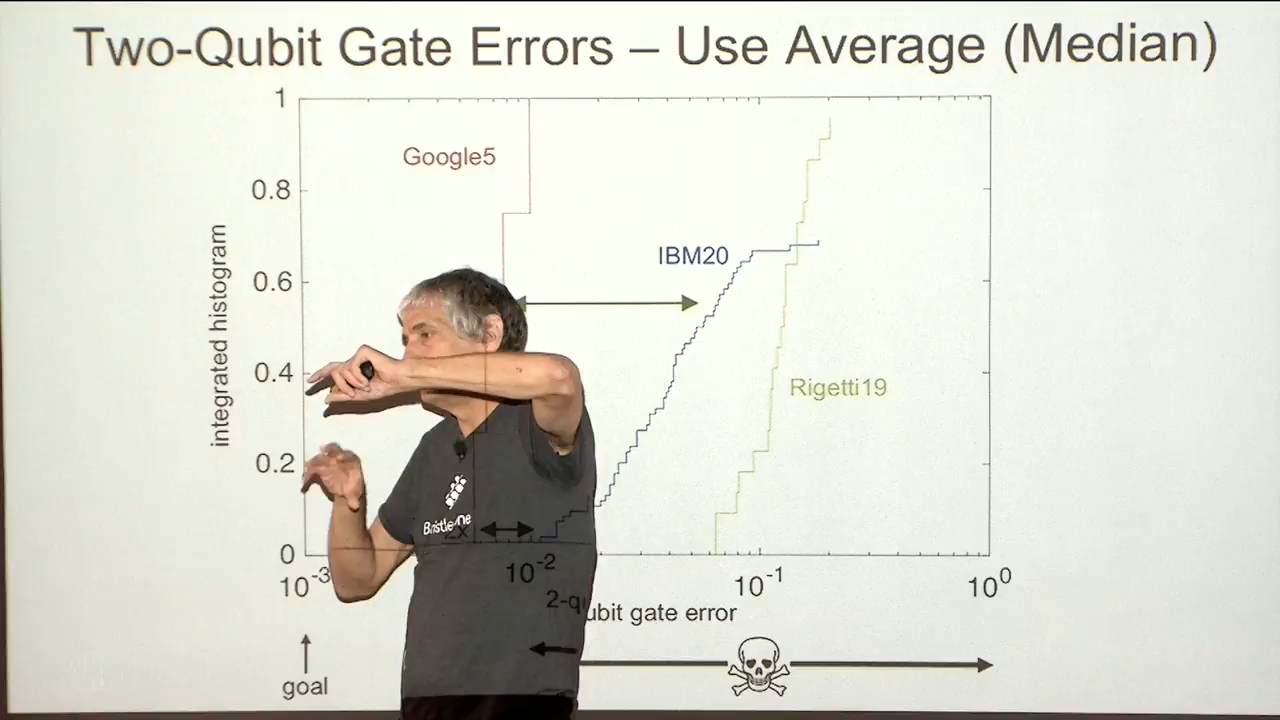 Two-Qubit Gate Errors – Use Average (Median)
1
0.8
0.6
0.4
0.2
0
integrated histogram
Google5
IBM20
Rigetti19
2x
10⁻³
10⁻²
10⁻¹
10⁰
2-qubit gate error
goal